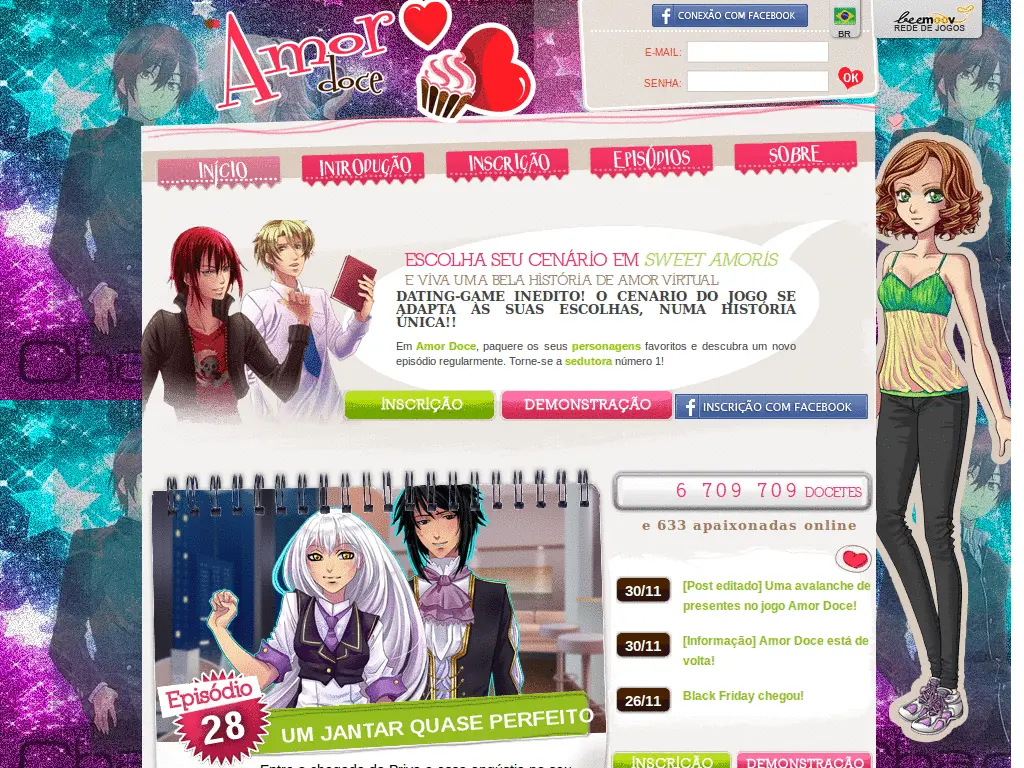 Amor
doce
CONEXÃO COM FACEBOOK
BR
beemoov
REDE DE JOGOS
E-MAIL:
SENHA:
OK
INÍCIO
INTRODUÇÃO
INSCRIÇÃO
EPISÓDIOS
SOBRE
ESCOLHA SEU CENÁRIO EM SWEET AMORIS
E VIVA UMA BELA HISTÓRIA DE AMOR VIRTUAL
DATING-GAME INEDITO! O CENARIO DO JOGO SE
ADAPTA ÀS SUAS ESCOLHAS, NUMA HISTÓRIA
ÚNICA!!
Em Amor Doce, paquere os seus personagens favoritos e descubra um novo
episódio regularmente. Torne-se a sedutora número 1!
INSCRIÇÃO
DEMONSTRAÇÃO
INSCRIÇÃO COM FACEBOOK
6 709 709 DOCETES
e 633 apaixonadas online
30/11
[Post editado] Uma avalanche de
presentes no jogo Amor Doce!
30/11
[Informação] Amor Doce está de
volta!
26/11
Black Friday chegou!
Episódio
28
UM JANTAR QUASE PERFEITO
INSCRIÇÃO
DEMONSTRAÇÃO